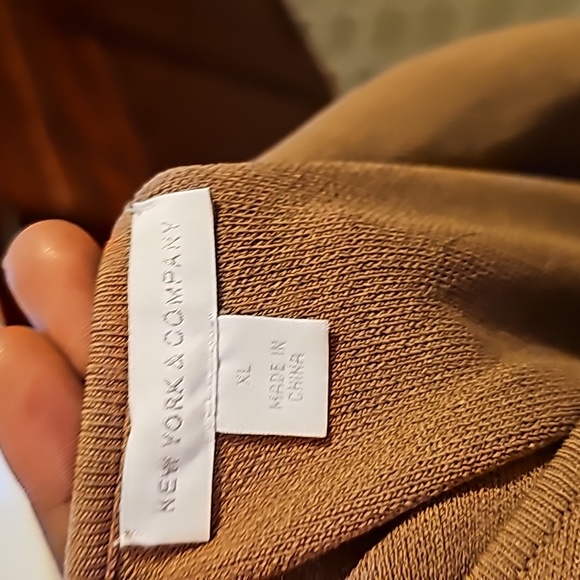 NEW YORK & COMPANY
XL
MADE IN
CHINA